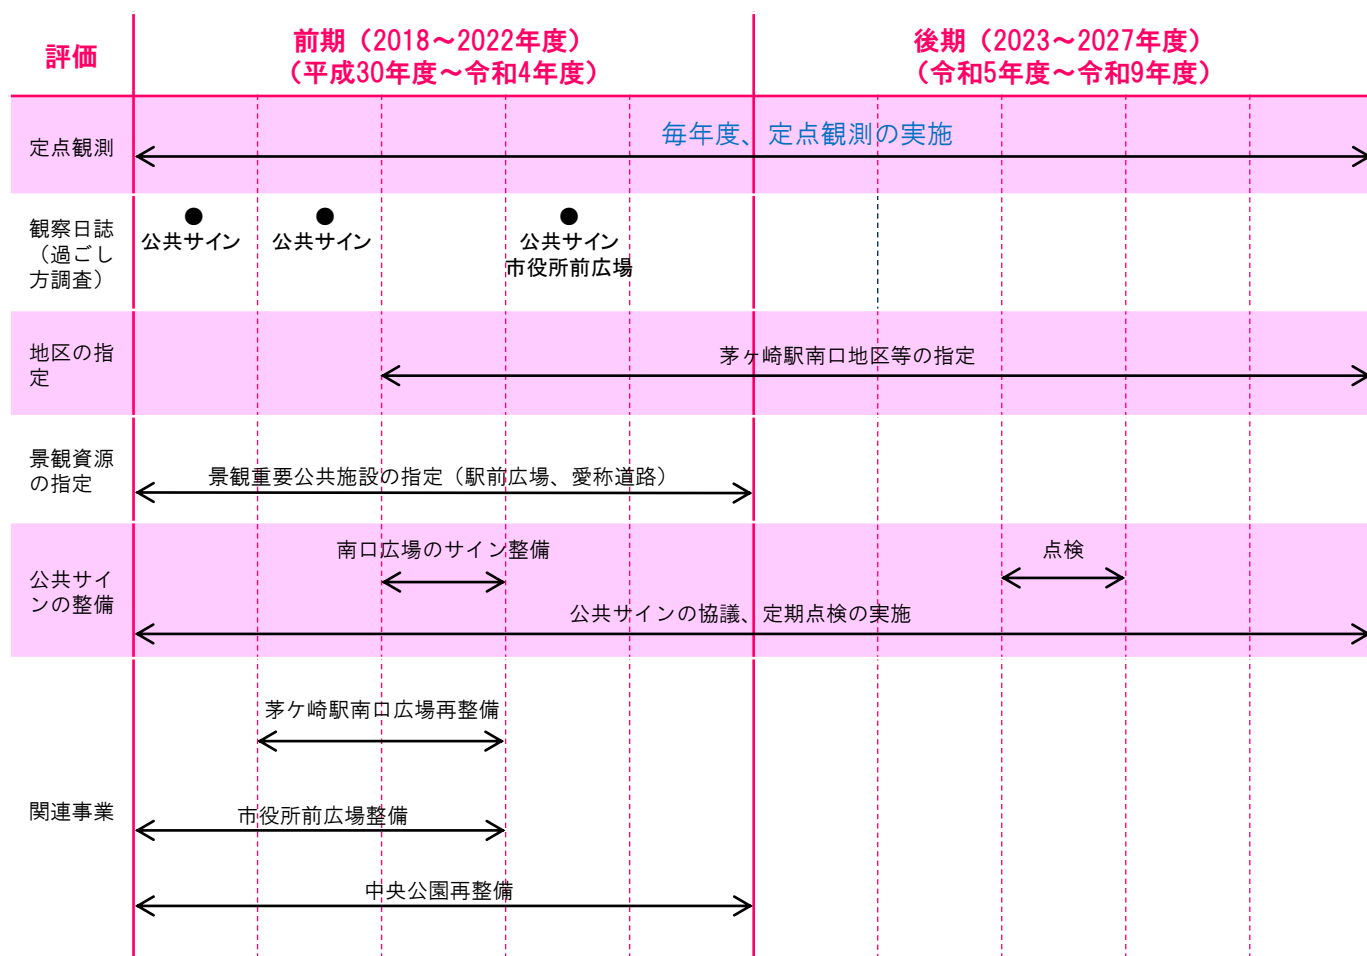 評価
前期（2018～2022年度）
（平成30年度～令和4年度）
後期（2023～2027年度）
（令和5年度～令和9年度）
定点観測
毎年度、定点観測の実施
観察日誌
（過ごし
方調査）
●
公共サイン
●
公共サイン
●
公共サイン
市役所前広場
地区の指
定
茅ヶ崎駅南口地区等の指定
景観資源
の指定
景観重要公共施設の指定（駅前広場、愛称道路）
公共サイ
ンの整備
南口広場のサイン整備
点検
公共サインの協議、定期点検の実施
関連事業
茅ケ崎駅南口広場再整備
市役所前広場整備
中央公園再整備